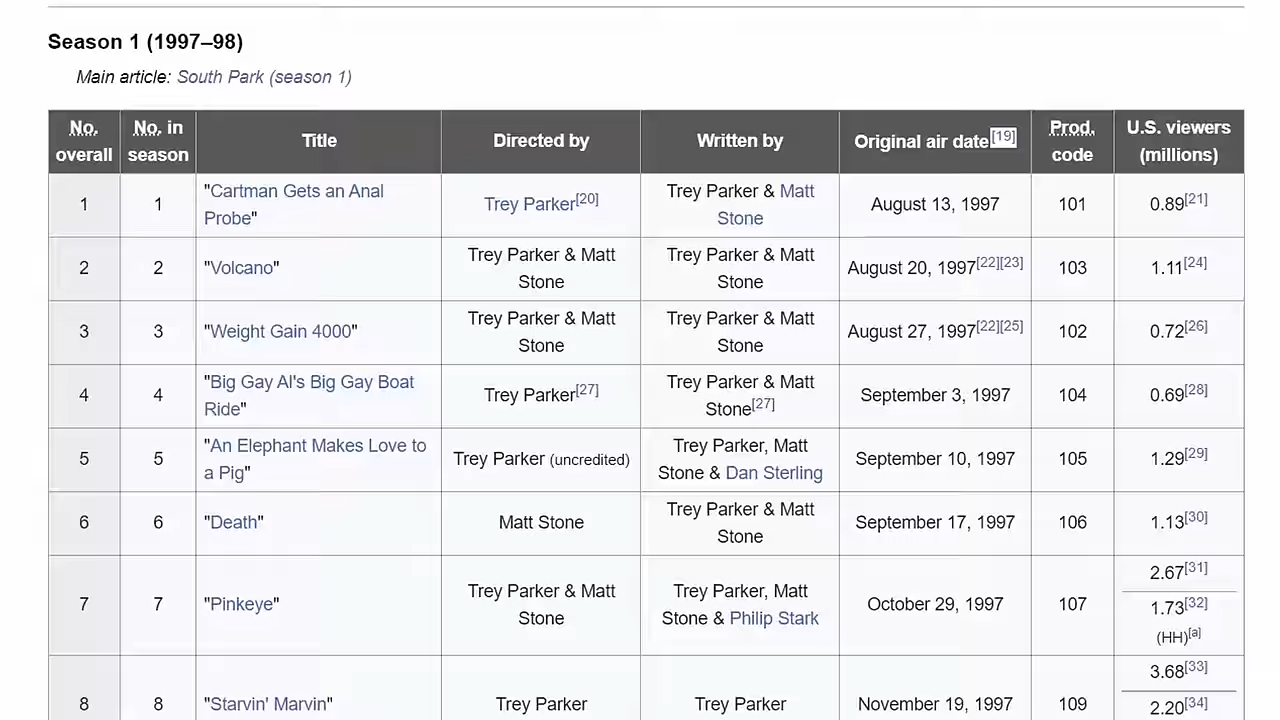 Season 1 (1997–98)
Main article: South Park (season 1)
No. overall | No. in season | Title | Directed by | Written by | Original air date[19] | Prod. code | U.S. viewers (millions)
1 | 1 | "Cartman Gets an Anal Probe" | Trey Parker[20] | Trey Parker & Matt Stone | August 13, 1997 | 101 | 0.89[21]
2 | 2 | "Volcano" | Trey Parker & Matt Stone | Trey Parker & Matt Stone | August 20, 1997[22][23] | 103 | 1.11[24]
3 | 3 | "Weight Gain 4000" | Trey Parker & Matt Stone | Trey Parker & Matt Stone | August 27, 1997[22][25] | 102 | 0.72[26]
4 | 4 | "Big Gay Al's Big Gay Boat Ride" | Trey Parker[27] | Trey Parker & Matt Stone[27] | September 3, 1997 | 104 | 0.69[28]
5 | 5 | "An Elephant Makes Love to a Pig" | Trey Parker (uncredited) | Trey Parker, Matt Stone & Dan Sterling | September 10, 1997 | 105 | 1.29[29]
6 | 6 | "Death" | Matt Stone | Trey Parker & Matt Stone | September 17, 1997 | 106 | 1.13[30]
7 | 7 | "Pinkeye" | Trey Parker & Matt Stone | Trey Parker, Matt Stone & Philip Stark | October 29, 1997 | 107 | 2.67[31] 1.73[32] (HH)[a]
8 | 8 | "Starvin' Marvin" | Trey Parker | Trey Parker | November 19, 1997 | 109 | 3.68[33] 2.20[34]